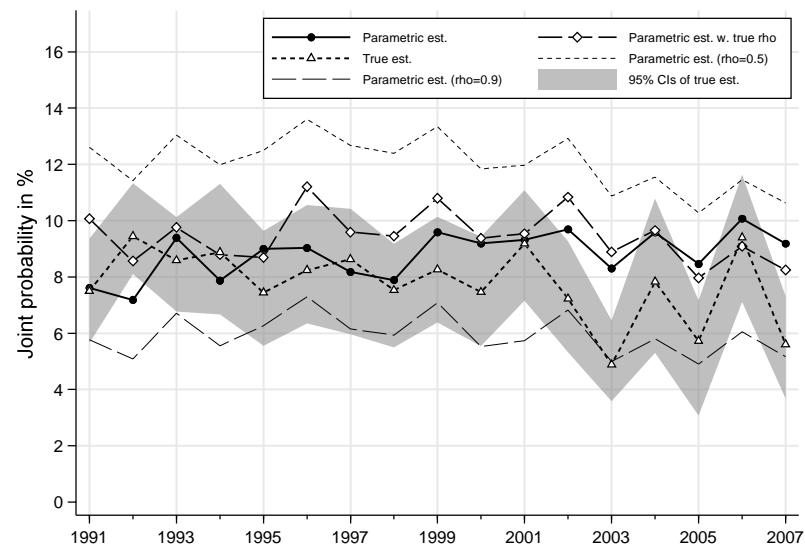 Parametric est.
Parametric est. w. true rho
True est.
Parametric est. (rho=0.5)
Parametric est. (rho=0.9)
95% CIs of true est.
Joint probability in %
16
14
12
10
8
6
4
2
0
1991 1993 1995 1997 1999 2001 2003 2005 2007